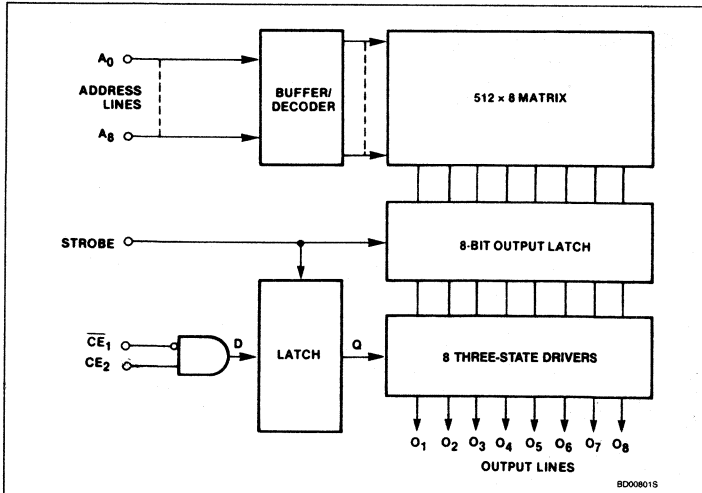 A0
ADDRESS
LINES
A8
BUFFER/
DECODER
512 × 8 MATRIX
STROBE
8-BIT OUTPUT LATCH
CE1
CE2
D
LATCH
Q
8 THREE-STATE DRIVERS
O1 O2 O3 O4 O5 O6 O7 O8
OUTPUT LINES
BD00801S